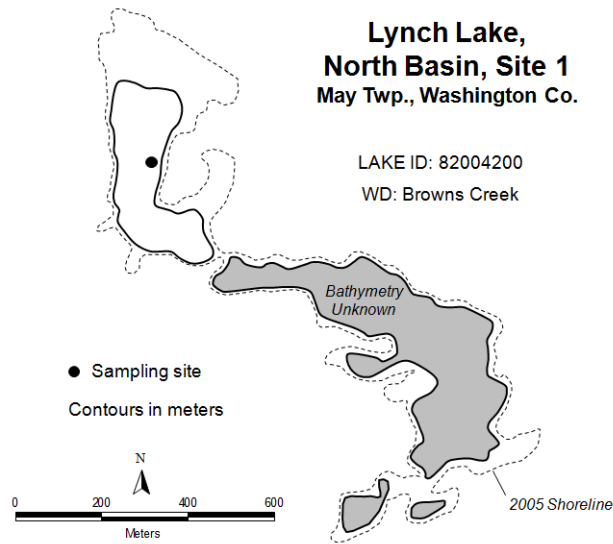 Lynch Lake,
North Basin, Site 1
May Twp., Washington Co.
LAKE ID: 82004200
WD: Browns Creek
Bathymetry
Unknown
Sampling site
Contours in meters
N
0 200 400 600
Meters
2005 Shoreline